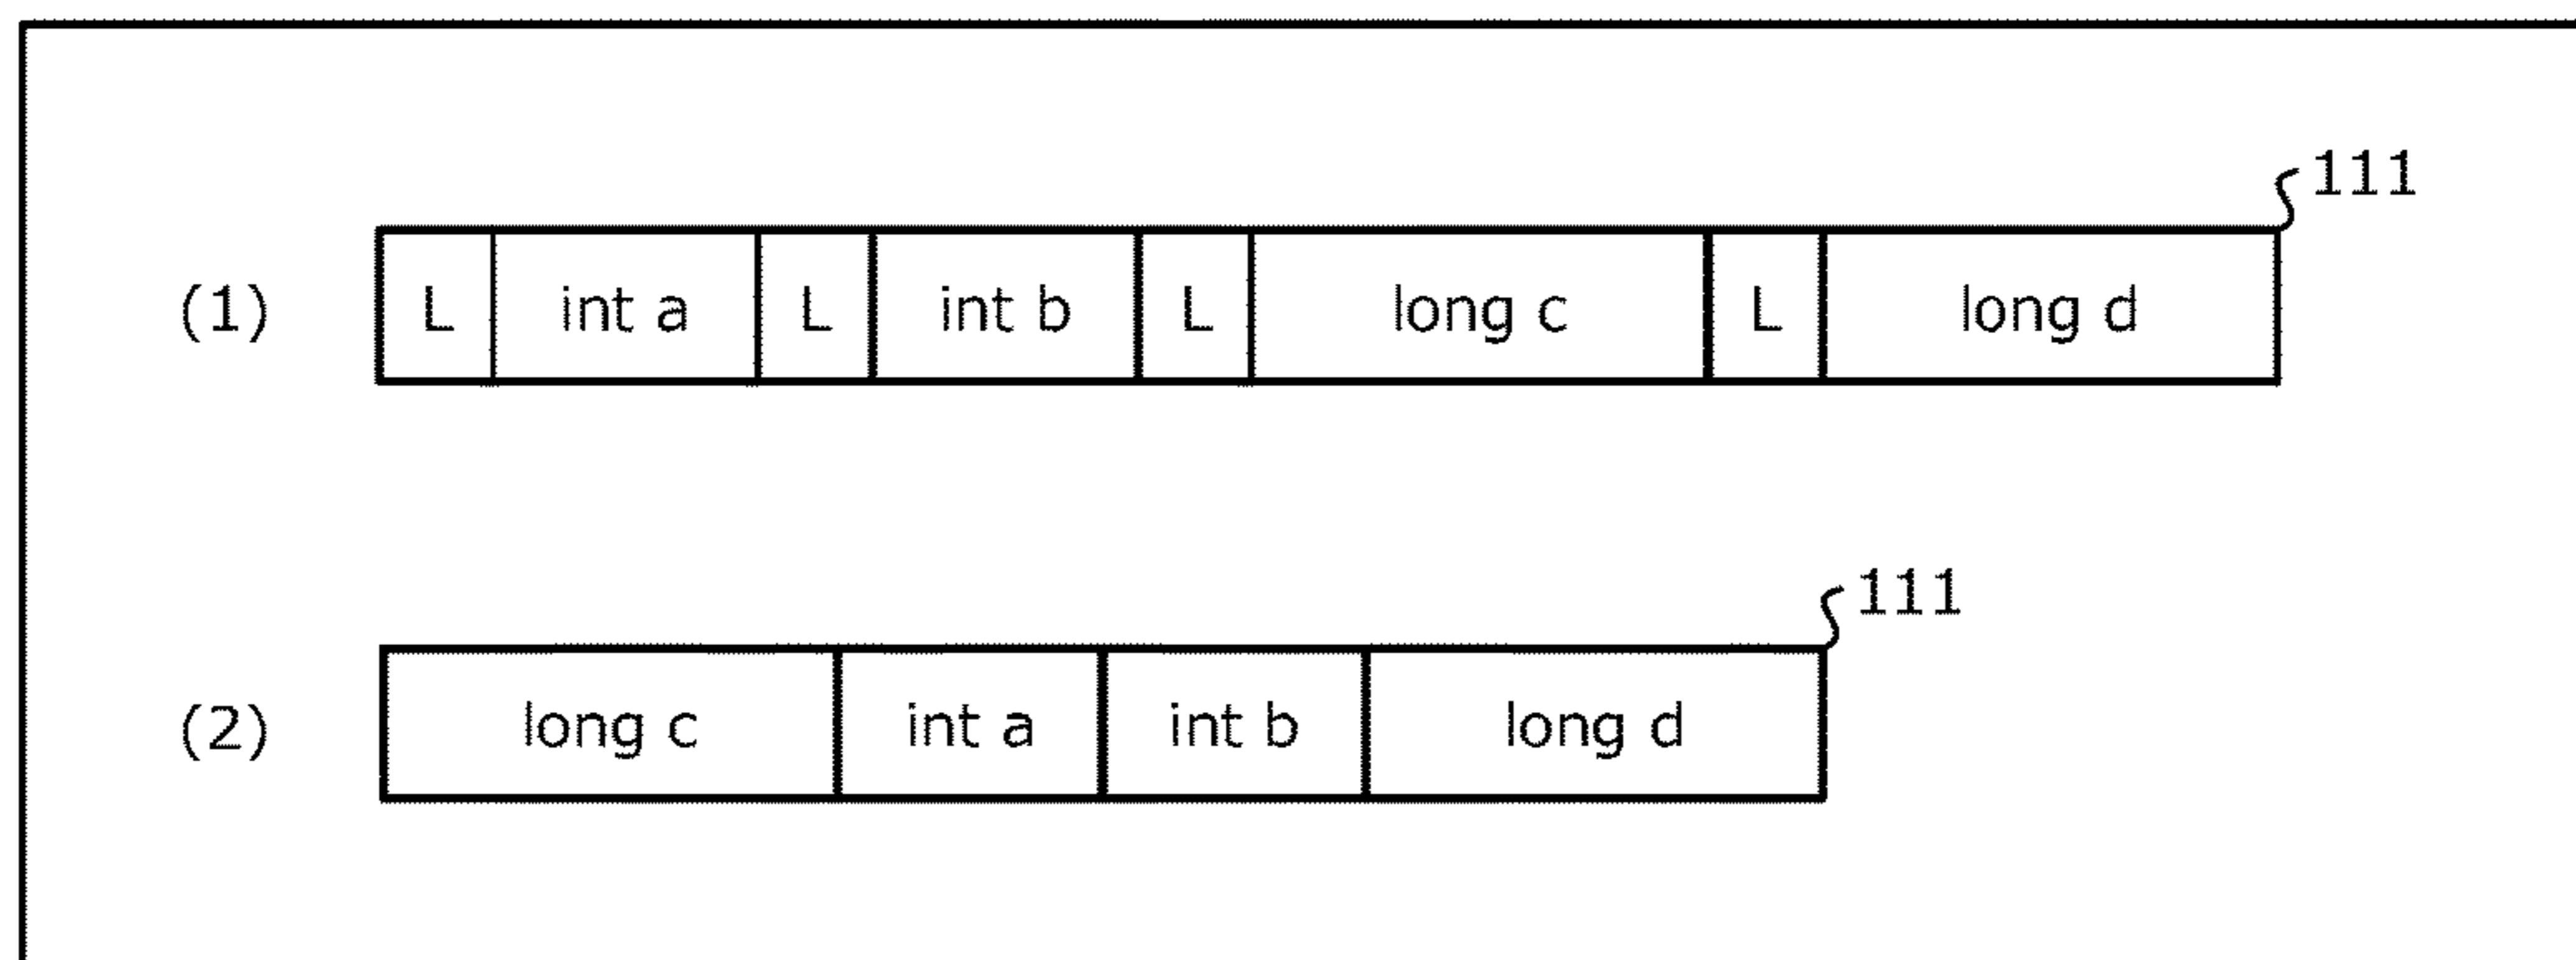 111
(1) L int a L int b L long c L long d
111
(2) long c int a int b long d